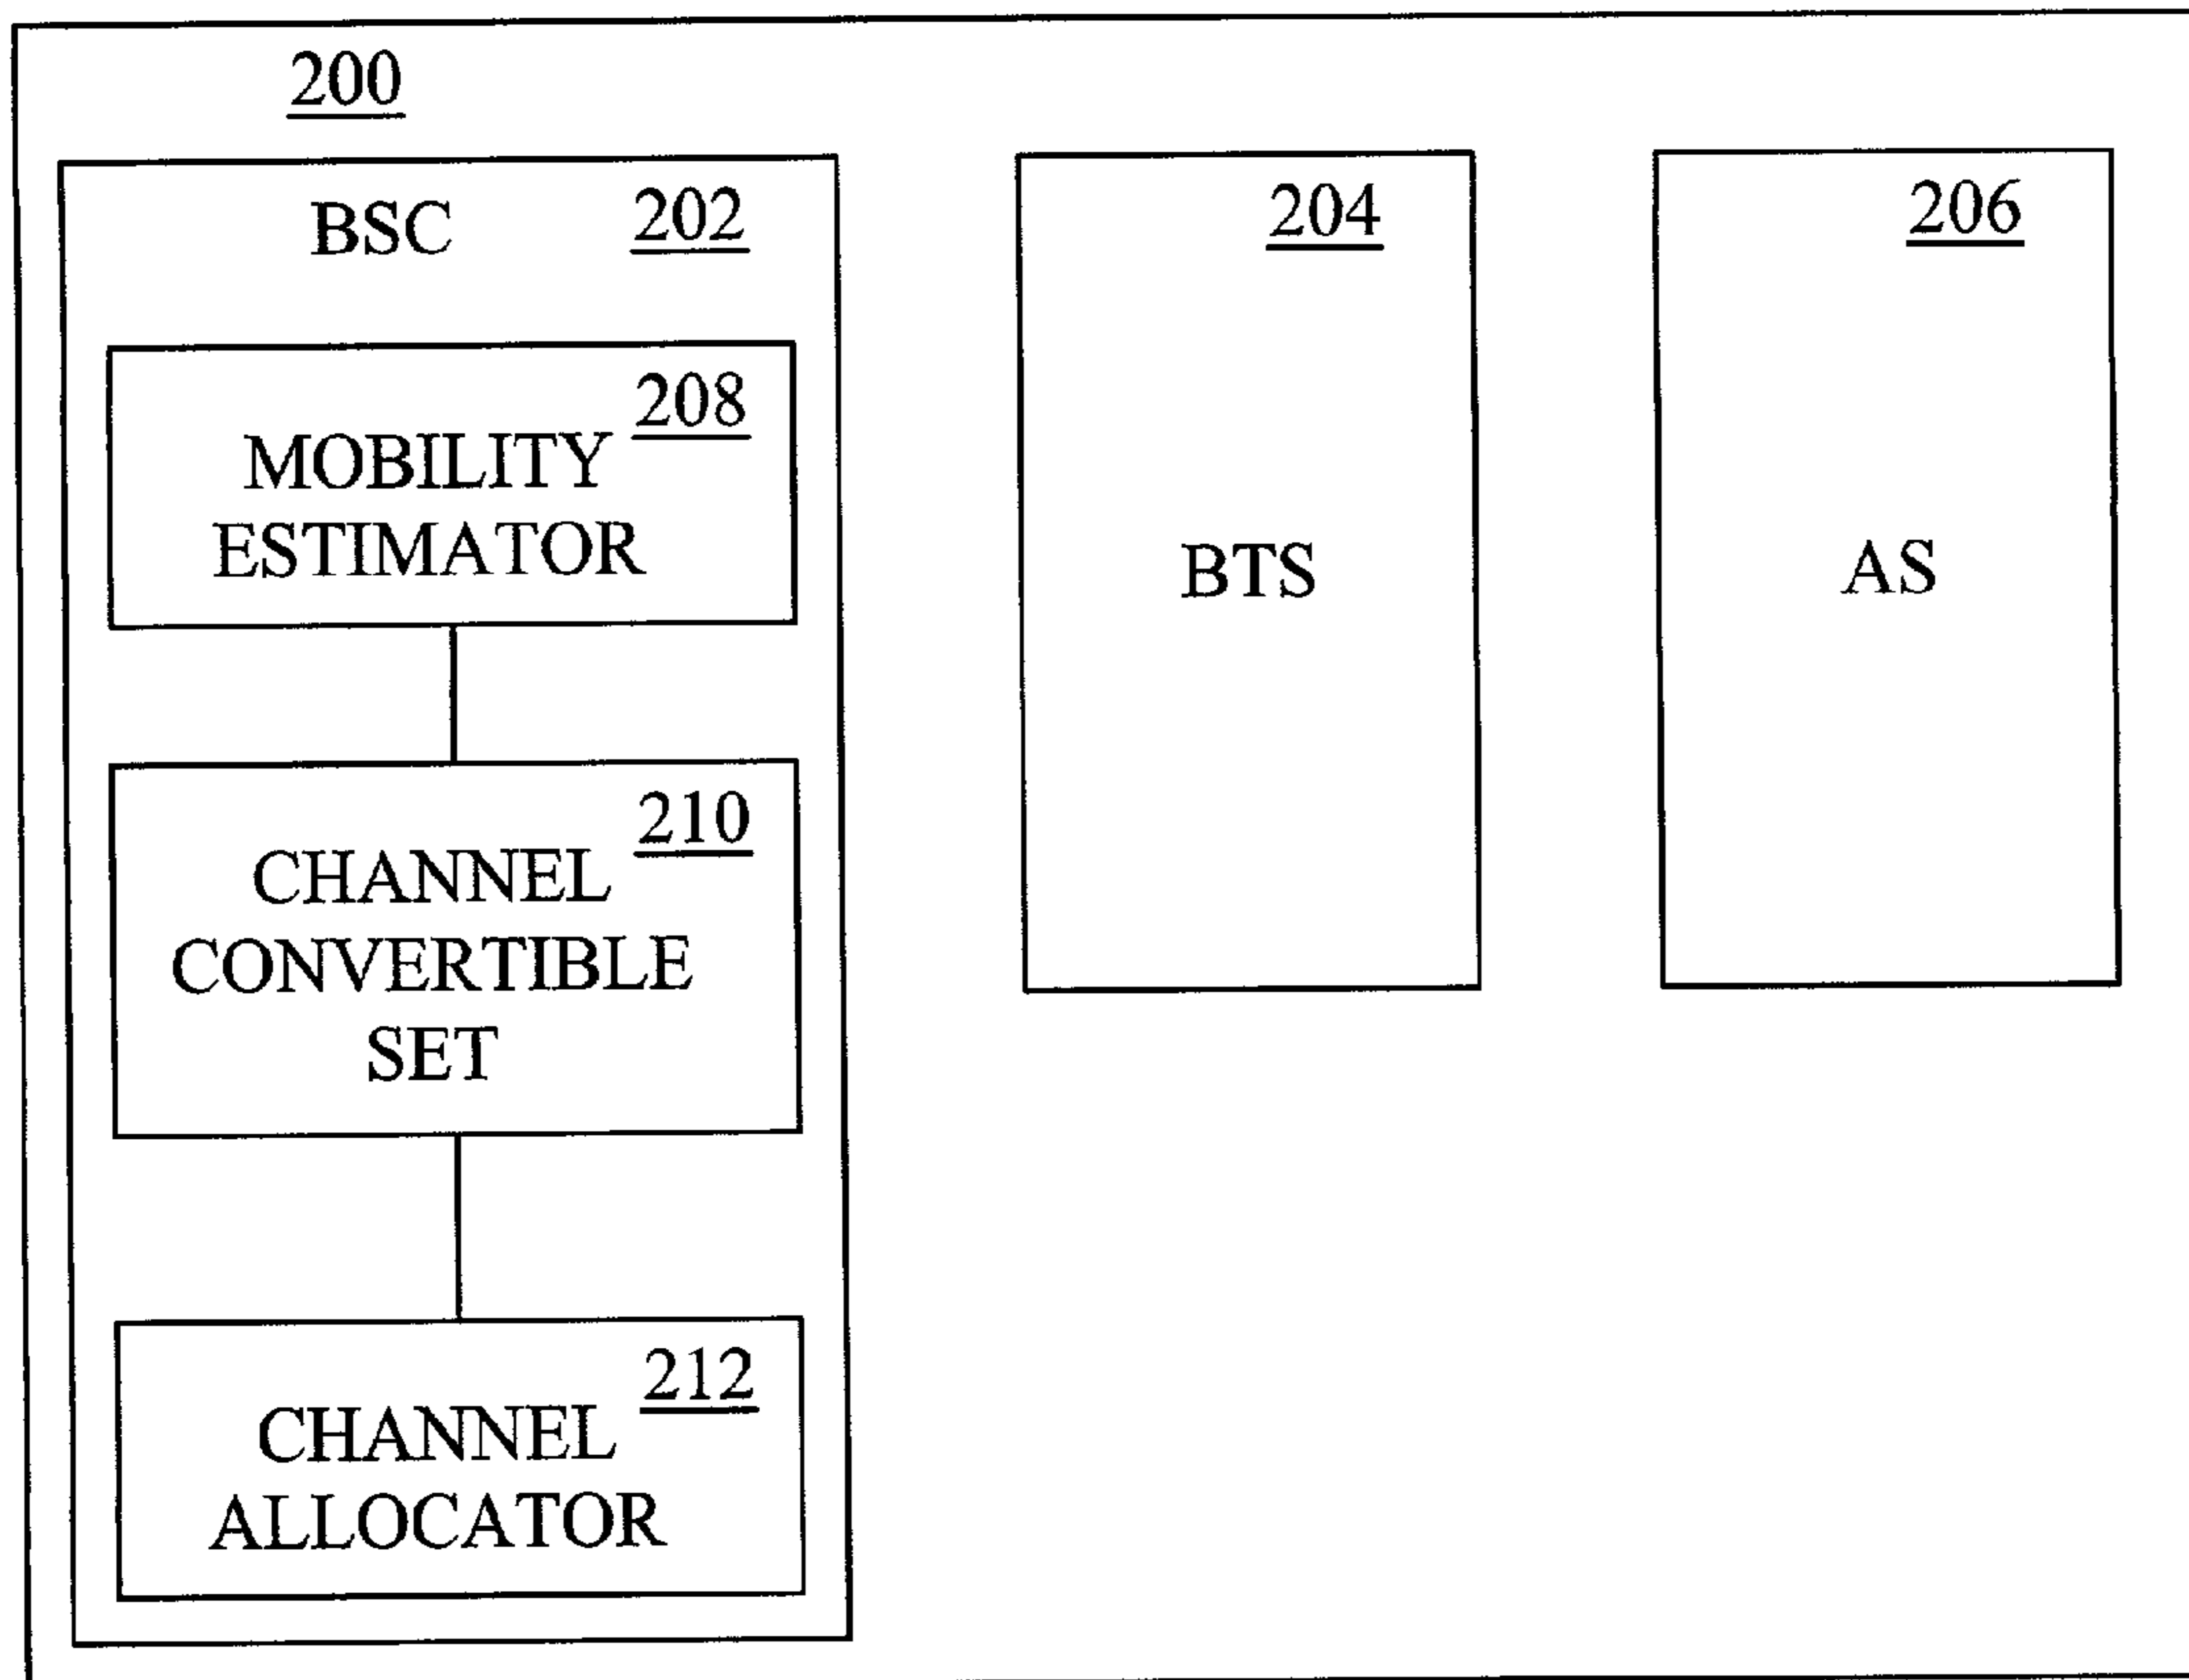 200
BSC 202
208
MOBILITY
ESTIMATOR
210
CHANNEL
CONVERTIBLE
SET
212
CHANNEL
ALLOCATOR
204
BTS
206
AS